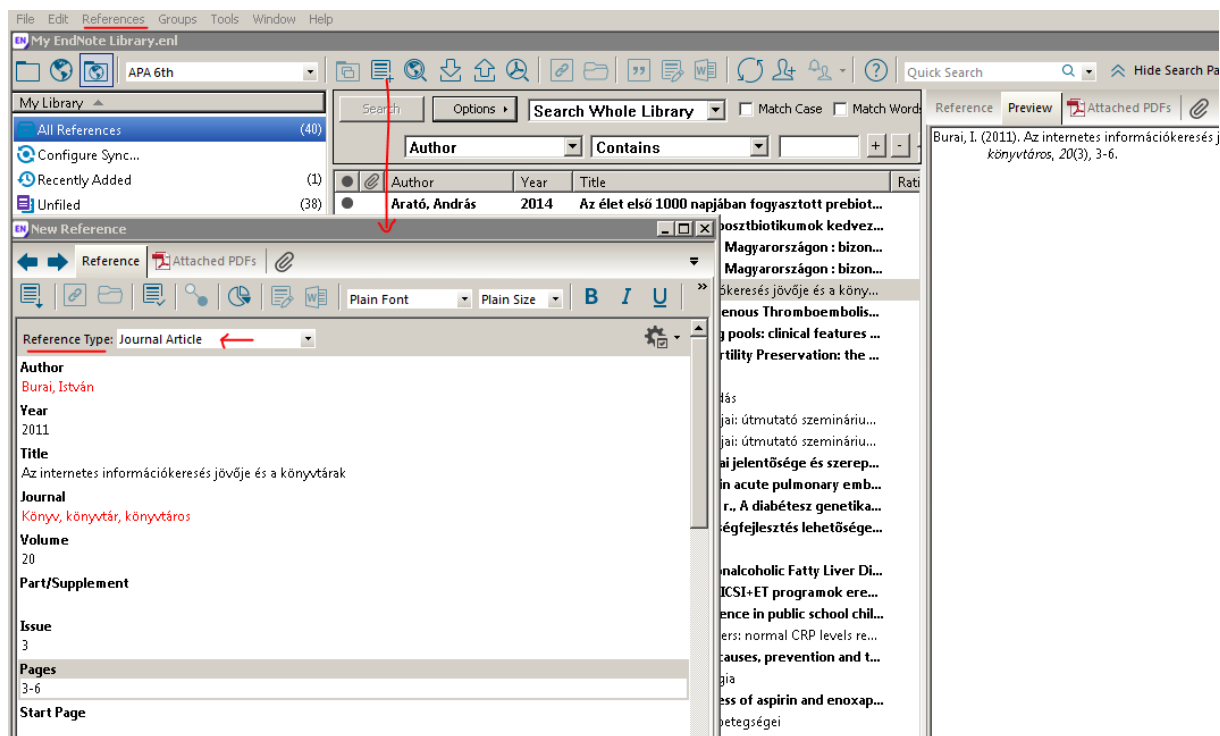 File Edit References Groups Tools Window Help
My EndNote Library.enl
APA 6th
Quick Search
Hide Search Pa
My Library
All References (40)
Configure Sync...
Recently Added (1)
Unfiled (38)
Search Options Search Whole Library Match Case Match Words
Author Contains + -
Author Year Title Rati
Arató, András 2014 Az élet első 1000 napjában fogyasztott prebiot...
posztbiotikumok kedvez...
Magyarországon : bizon...
Magyarországon : bizon...
ókeresés jövője és a köny...
enous Thromboembolis...
g pools: clinical features ...
rtility Preservation: the ...
dás
jai: útmutató szemináriu...
jai: útmutató szemináriu...
ai jelentősége és szerep...
in acute pulmonary emb...
r., A diabétesz genetika...
ségfejlesztés lehetősége...
onalcoholic Fatty Liver Di...
ICSI+ET programok ere...
ence in public school chil...
ers: normal CRP levels re...
causes, prevention and t...
gia
ess of aspirin and enoxap...
betegségei
Reference Preview Attached PDFs
Burai, I. (2011). Az internetes információkeresés j
könyvtáros, 20(3), 3-6.
New Reference
Reference Attached PDFs
Plain Font Plain Size B I U »
Reference Type: Journal Article
Author
Burai, István
Year
2011
Title
Az internetes információkeresés jövője és a könyvtárak
Journal
Könyv, könyvtár, könyvtáros
Volume
20
Part/Supplement
Issue
3
Pages
3-6
Start Page